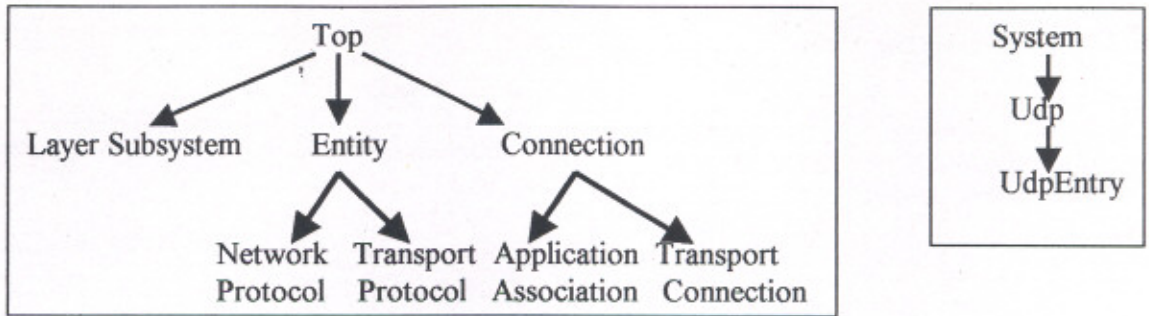 Top
Layer Subsystem Entity Connection
Network Transport Application Transport
Protocol Protocol Association Connection
System
Udp
UdpEntry